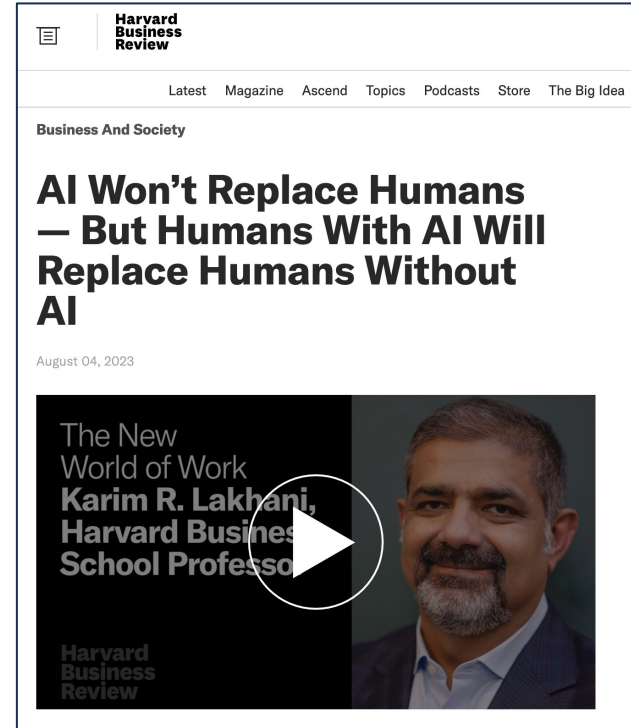 Harvard
Business
Review
Latest Magazine Ascend Topics Podcasts Store The Big Idea
Business And Society
AI Won’t Replace Humans
— But Humans With AI Will
Replace Humans Without
AI
August 04, 2023
The New
World of Work
Karim R. Lakhani,
Harvard Business
School Professor
Harvard
Business
Review